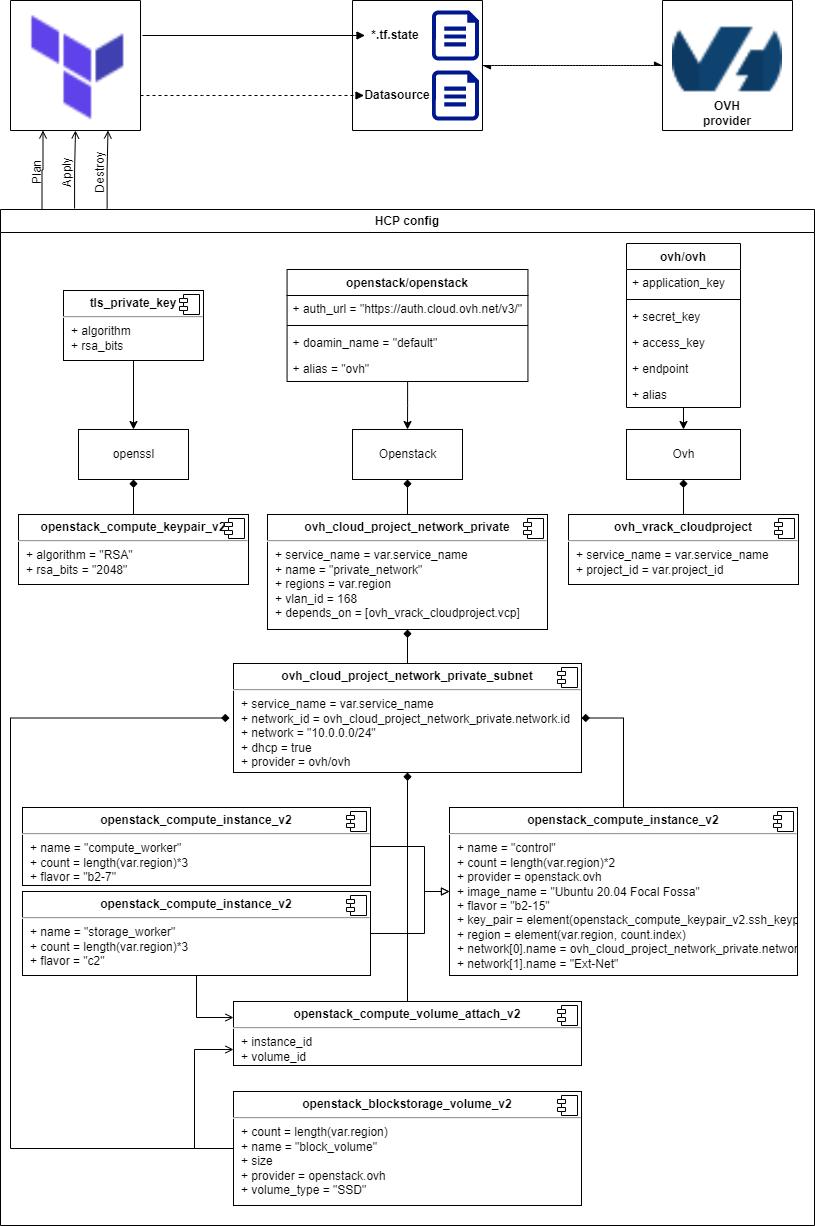 *.tf.state
Datasource
OVH
provider
Plan
Apply
Destroy
HCP config
tls_private_key
+ algorithm
+ rsa_bits
openstack/openstack
+ auth_url = "https://auth.cloud.ovh.net/v3/"
+ doamin_name = "default"
+ alias = "ovh"
ovh/ovh
+ application_key
+ secret_key
+ access_key
+ endpoint
+ alias
openssl
Openstack
Ovh
openstack_compute_keypair_v2
+ algorithm = "RSA"
+ rsa_bits = "2048"
ovh_cloud_project_network_private
+ service_name = var.service_name
+ name = "private_network"
+ regions = var.region
+ vlan_id = 168
+ depends_on = [ovh_vrack_cloudproject.vcp]
ovh_vrack_cloudproject
+ service_name = var.service_name
+ project_id = var.project_id
ovh_cloud_project_network_private_subnet
+ service_name = var.service_name
+ network_id = ovh_cloud_project_network_private.network.id
+ network = "10.0.0.0/24"
+ dhcp = true
+ provider = ovh/ovh
openstack_compute_instance_v2
+ name = "compute_worker"
+ count = length(var.region)*3
+ flavor = "b2-7"
openstack_compute_instance_v2
+ name = "storage_worker"
+ count = length(var.region)*3
+ flavor = "c2"
openstack_compute_instance_v2
+ name = "control"
+ count = length(var.region)*2
+ provider = openstack.ovh
+ image_name = "Ubuntu 20.04 Focal Fossa"
+ flavor = "b2-15"
+ key_pair = element(openstack_compute_keypair_v2.ssh_keyp
+ region = element(var.region, count.index)
+ network[0].name = ovh_cloud_project_network_private.networ
+ network[1].name = "Ext-Net"
openstack_compute_volume_attach_v2
+ instance_id
+ volume_id
openstack_blockstorage_volume_v2
+ count = length(var.region)
+ name = "block_volume"
+ size
+ provider = openstack.ovh
+ volume_type = "SSD"